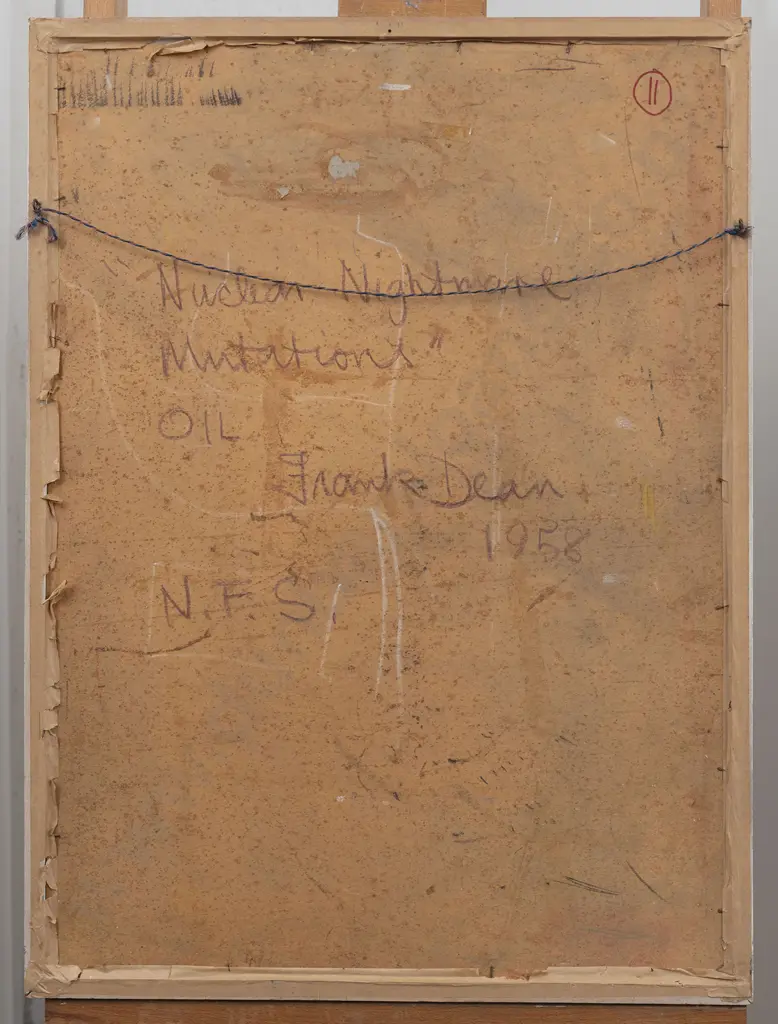 11
"Nuclear Nightmare
Mutations"
OIL
Frank Dean
1958
N.F.S.